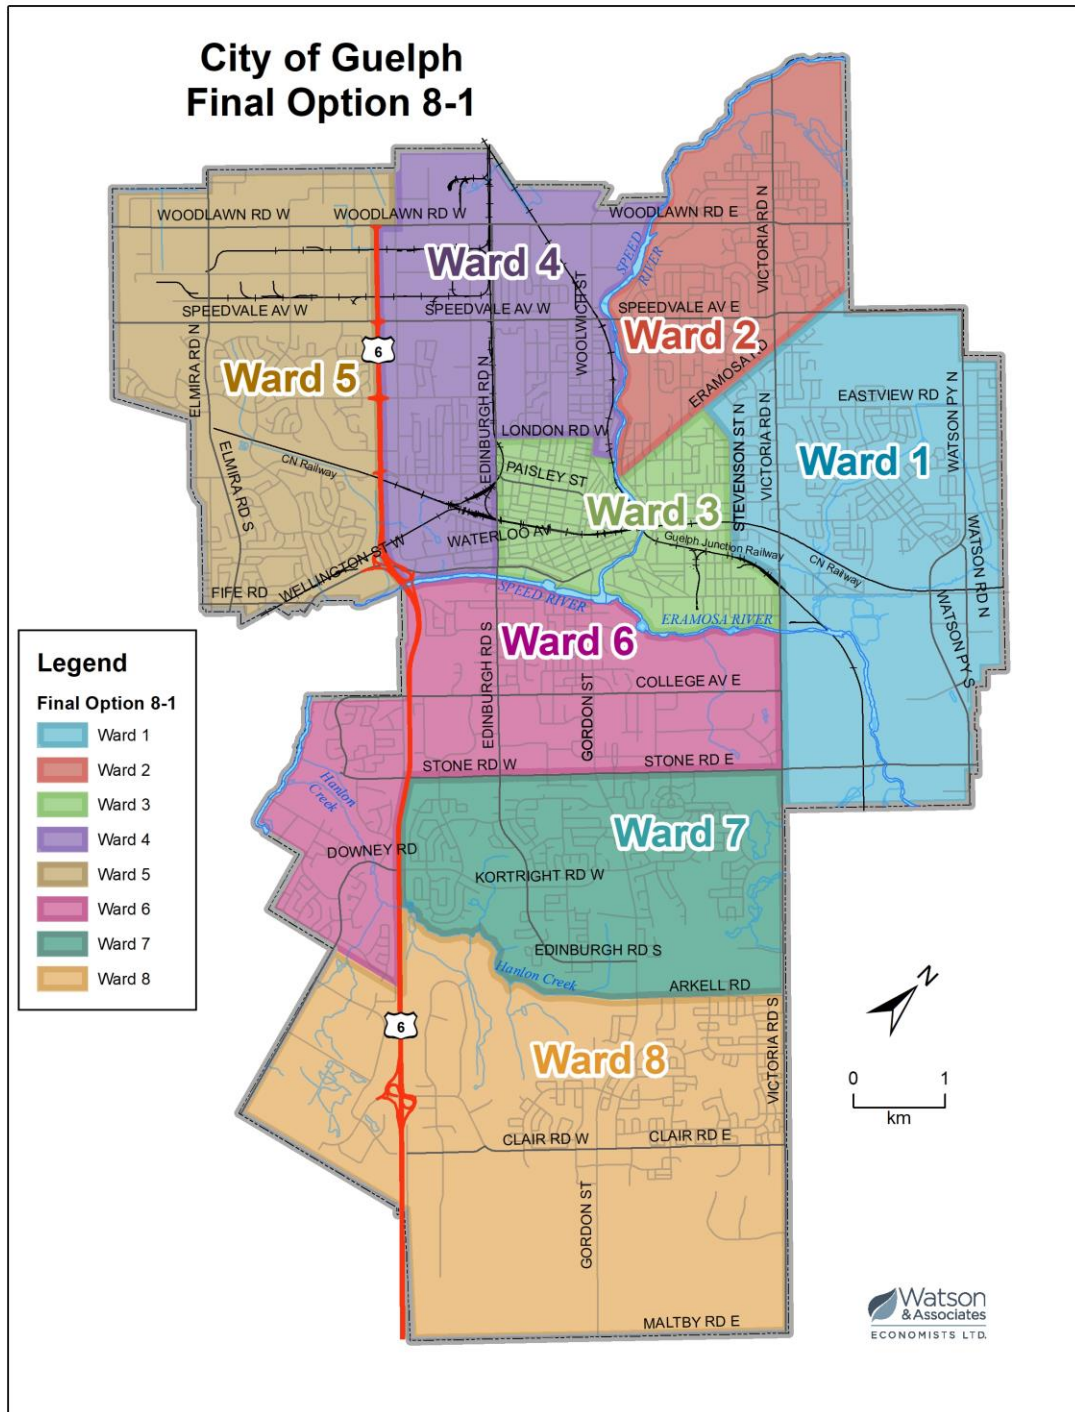 City of Guelph
Final Option 8-1
WOODLAWN RD W
WOODLAWN RD W
WOODLAWN RD E
SPEED
RIVER
VICTORIA RD N
Ward 4
WOOLWICH ST
SPEEDVALE AV W
SPEEDVALE AV W
SPEEDVALE AV E
Ward 2
6
Ward 5
ELMIRA RD N
EDINBURGH RD N
ERAMOSA RD
EASTVIEW RD
WATSON PY N
LONDON RD W
STEVENSON ST N
VICTORIA RD N
Ward 1
ELMIRA RD S
CN Railway
PAISLEY ST
Ward 3
WATERLOO AV
Guelph Junction Railway
CN Railway
WATSON RD N
WELLINGTON ST W
FIFE RD
SPEED RIVER
ERAMOSA RIVER
WATSON PY S
Ward 6
EDINBURGH RD S
GORDON ST
COLLEGE AV E
STONE RD W
STONE RD E
Hanlon
Creek
Ward 7
DOWNEY RD
KORTRIGHT RD W
EDINBURGH RD S
Hanlon Creek
ARKELL RD
VICTORIA RD S
6
Ward 8
CLAIR RD W
CLAIR RD E
GORDON ST
MALTBY RD E
Legend
Final Option 8-1
Ward 1
Ward 2
Ward 3
Ward 4
Ward 5
Ward 6
Ward 7
Ward 8
N
0 1
km
Watson
& Associates
ECONOMISTS LTD.